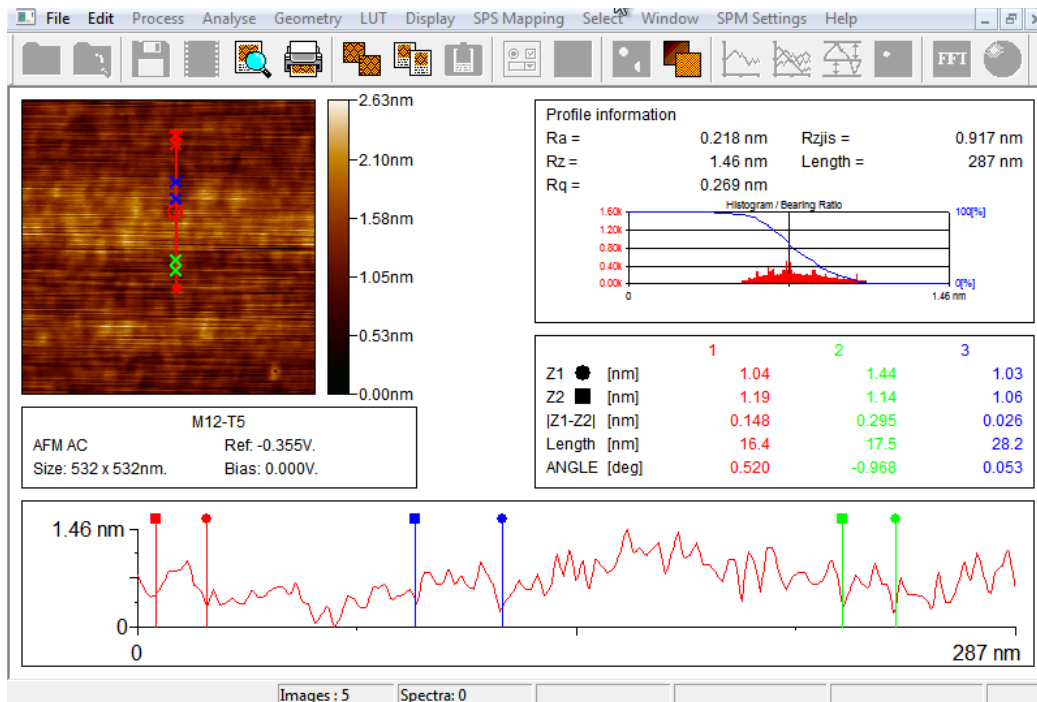 File Edit Process Analyse Geometry LUT Display SPS Mapping Select Window SPM Settings Help
FFT
2.63nm
2.10nm
1.58nm
1.05nm
0.53nm
0.00nm
Profile information
Ra = 0.218 nm Rzjis = 0.917 nm
Rz = 1.46 nm Length = 287 nm
Rq = 0.269 nm
Histogram / Bearing Ratio
1.60k 100[%]
1.20k
0.80k
0.40k
0.00k 0[%]
0 1.46 nm
M12-T5
AFM AC Ref: -0.355V.
Size: 532 x 532nm. Bias: 0.000V.
1 2 3
Z1 [nm] 1.04 1.44 1.03
Z2 [nm] 1.19 1.14 1.06
|Z1-Z2| [nm] 0.148 0.295 0.026
Length [nm] 16.4 17.5 28.2
ANGLE [deg] 0.520 -0.968 0.053
1.46 nm
0
0 287 nm
Images : 5 Spectra: 0